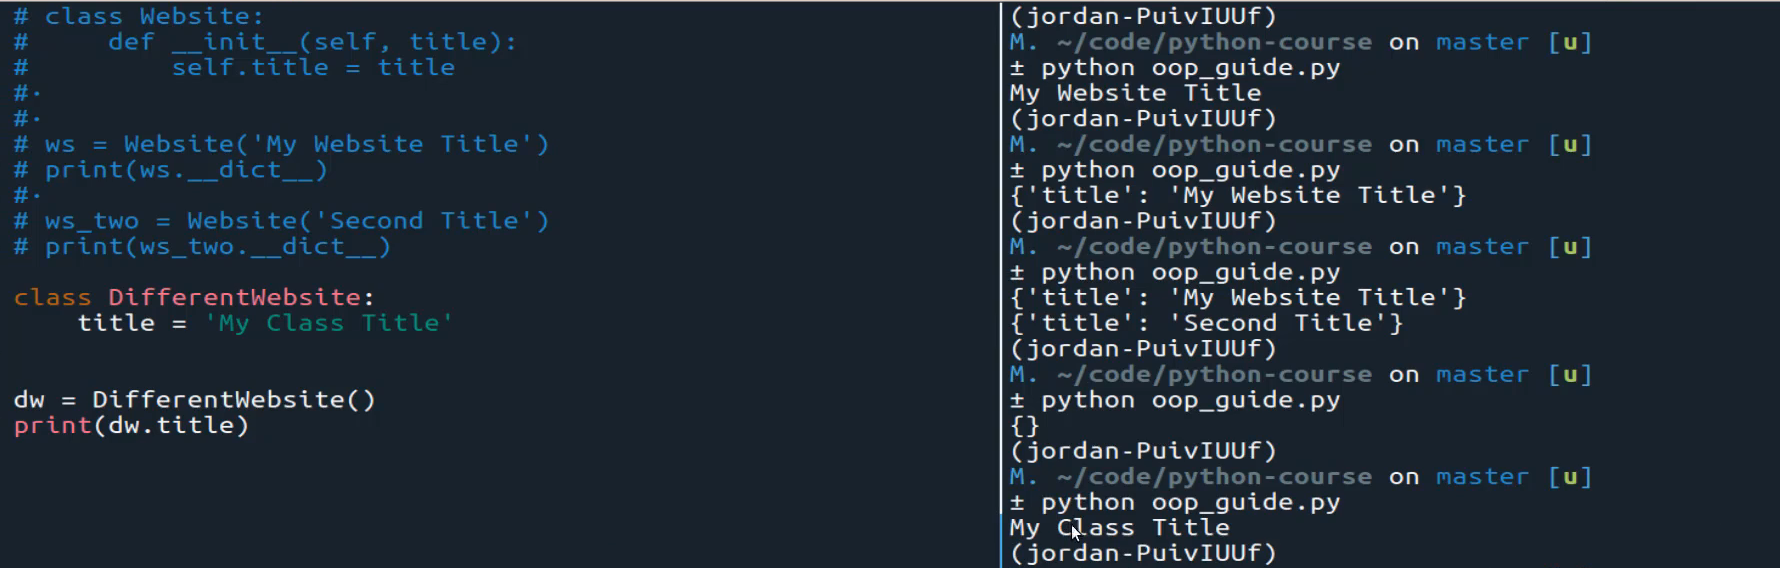 # class Website:
#     def __init__(self, title):
#         self.title = title
#·
#·
# ws = Website('My Website Title')
# print(ws.__dict__)
#·
# ws_two = Website('Second Title')
# print(ws_two.__dict__)
class DifferentWebsite:
    title = 'My Class Title'
dw = DifferentWebsite()
print(dw.title)
(jordan-PuivIUUf)
M. ~/code/python-course on master [u]
± python oop_guide.py
My Website Title
(jordan-PuivIUUf)
M. ~/code/python-course on master [u]
± python oop_guide.py
{'title': 'My Website Title'}
(jordan-PuivIUUf)
M. ~/code/python-course on master [u]
± python oop_guide.py
{'title': 'My Website Title'}
{'title': 'Second Title'}
(jordan-PuivIUUf)
M. ~/code/python-course on master [u]
± python oop_guide.py
{}
(jordan-PuivIUUf)
M. ~/code/python-course on master [u]
± python oop_guide.py
My Class Title
(jordan-PuivIUUf)